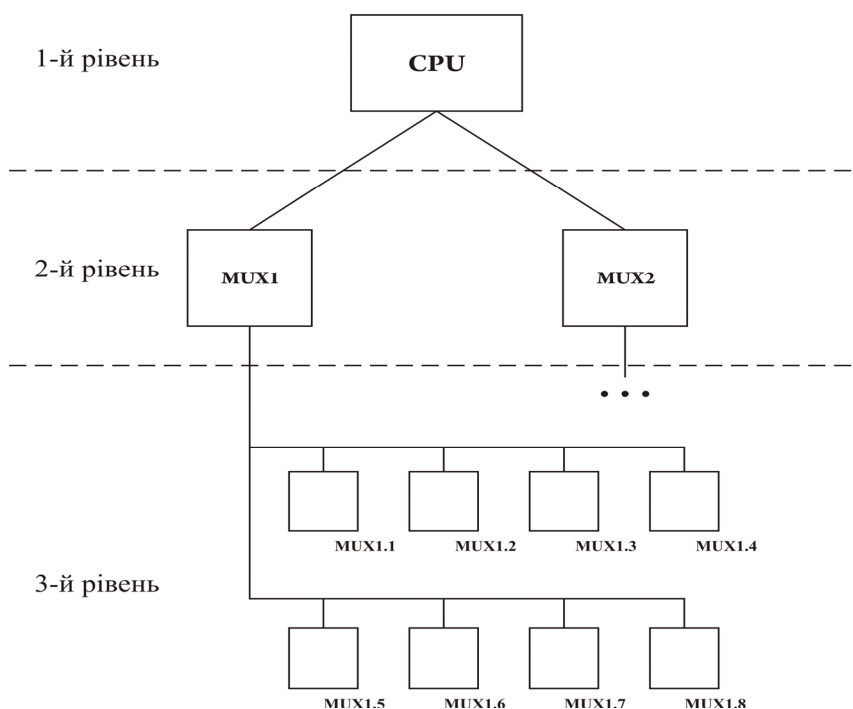 1-й рівень
CPU
2-й рівень
MUX1
MUX2
• • •
MUX1.1
MUX1.2
MUX1.3
MUX1.4
3-й рівень
MUX1.5
MUX1.6
MUX1.7
MUX1.8